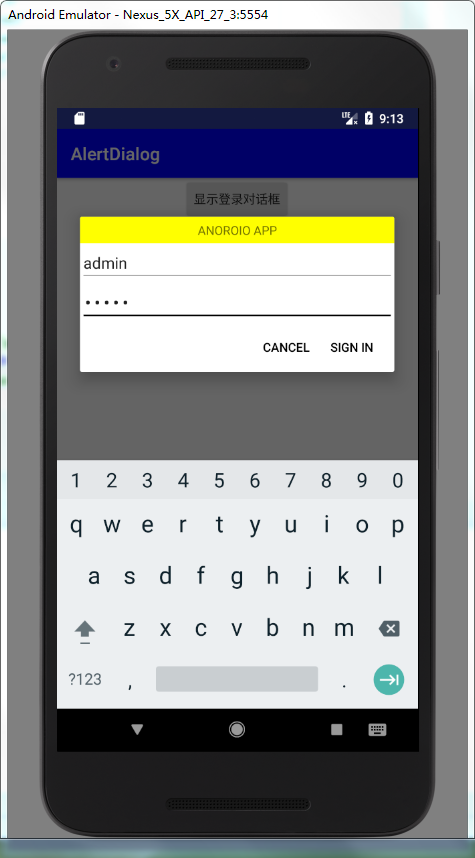 Android Emulator - Nexus_5X_API_27_3:5554
LTE 9:13
AlertDialog
显示登录对话框
ANOROIO APP
admin
•••••
CANCEL SIGN IN
1 2 3 4 5 6 7 8 9 0
q w e r t y u i o p
a s d f g h j k l
z x c v b n m
?123 , .